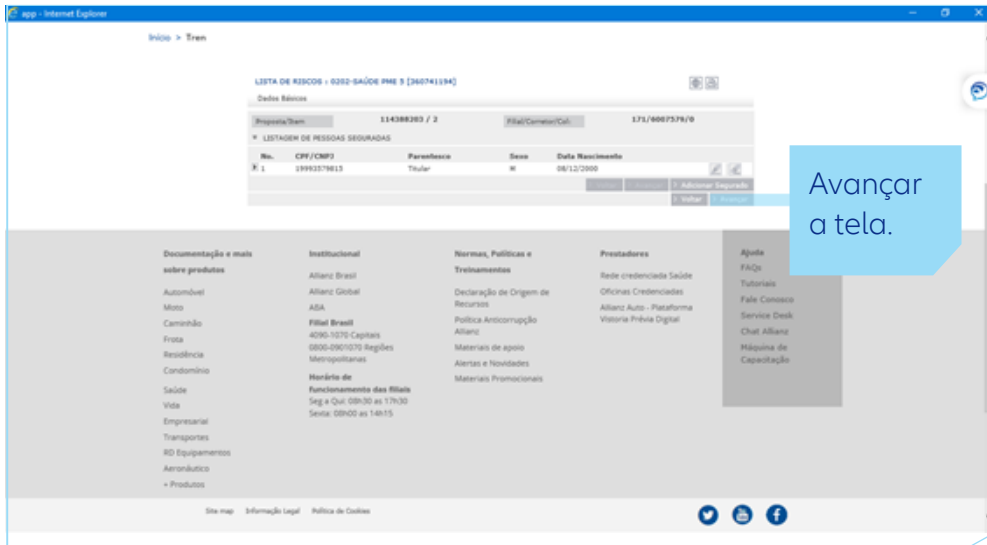 app - Internet Explorer
Início > Tren
LISTA DE RISCOS : 0202-SAÚDE PME 5 [360741194]
Dados Básicos
Proposta/Item 114388203 / 2 Filial/Corretor/Col: 171/6007579/0
LISTAGEM DE PESSOAS SEGURADAS
No. CPF/CNPJ Parentesco Sexo Data Nascimento
1 19993579813 Titular M 08/12/2000
Adicionar Segurado
Voltar Avançar
Avançar
a tela.
Documentação e mais
sobre produtos
Automóvel
Moto
Caminhão
Frota
Residência
Condomínio
Saúde
Vida
Empresarial
Transportes
RD Equipamentos
Aeronáutico
+ Produtos
Institucional
Allianz Brasil
Allianz Global
ABA
Filial Brasil
4090-1070 Capitais
0800-0901070 Regiões
Metropolitanas
Horário de
funcionamento das filiais
Seg a Qui: 08h30 as 17h30
Sexta: 08h00 as 14h15
Normas, Políticas e
Treinamentos
Declaração de Origem de
Recursos
Política Anticorrupção
Allianz
Materiais de apoio
Alertas e Novidades
Materiais Promocionais
Prestadores
Rede credenciada Saúde
Oficinas Credenciadas
Allianz Auto - Plataforma
Vistoria Prévia Digital
Ajuda
FAQs
Tutoriais
Fale Conosco
Service Desk
Chat Allianz
Máquina de
Capacitação
Site map Informação Legal Política de Cookies